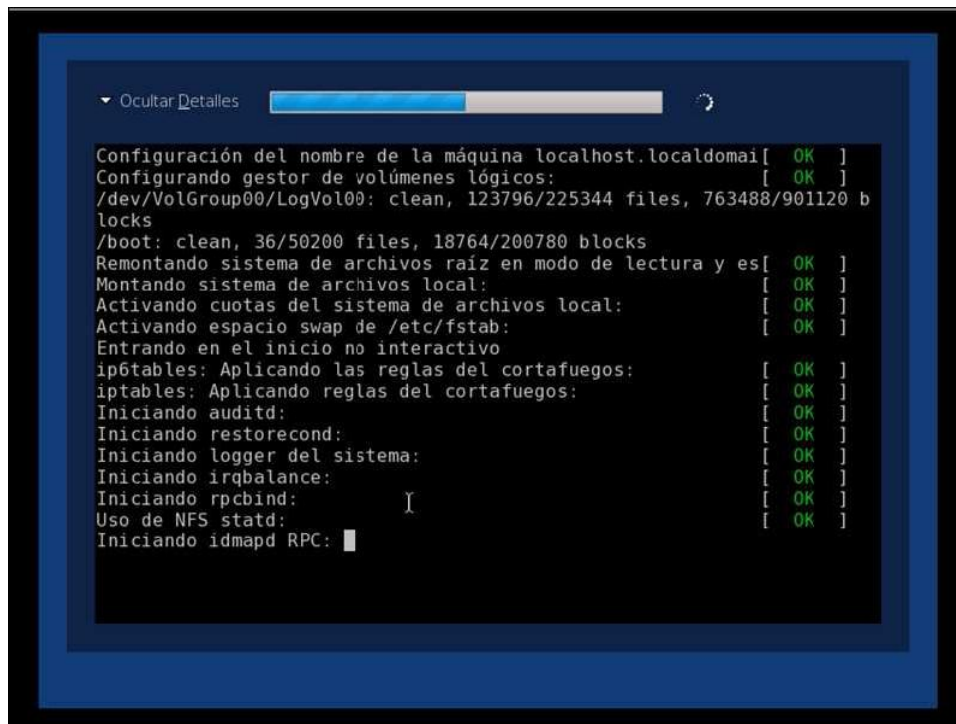 Ocultar Detalles
Configuración del nombre de la máquina localhost.localdomai[  OK  ]
Configurando gestor de volúmenes lógicos: [  OK  ]
/dev/VolGroup00/LogVol00: clean, 123796/225344 files, 763488/901120 b
locks
/boot: clean, 36/50200 files, 18764/200780 blocks
Remontando sistema de archivos raíz en modo de lectura y es[  OK  ]
Montando sistema de archivos local: [  OK  ]
Activando cuotas del sistema de archivos local: [  OK  ]
Activando espacio swap de /etc/fstab: [  OK  ]
Entrando en el inicio no interactivo
ip6tables: Aplicando las reglas del cortafuegos: [  OK  ]
iptables: Aplicando reglas del cortafuegos: [  OK  ]
Iniciando auditd: [  OK  ]
Iniciando restorecond: [  OK  ]
Iniciando logger del sistema: [  OK  ]
Iniciando irqbalance: [  OK  ]
Iniciando rpcbind: [  OK  ]
Uso de NFS statd: [  OK  ]
Iniciando idmapd RPC: